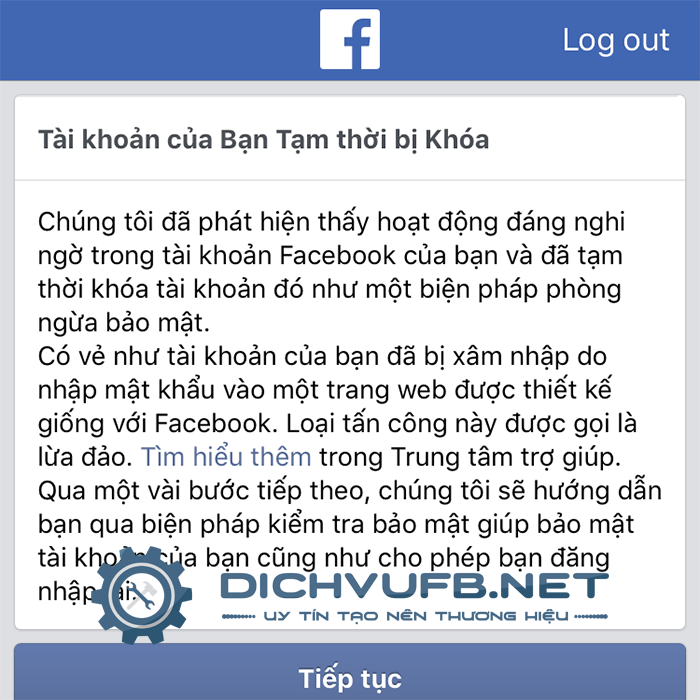 Log out
Tài khoản của Bạn Tạm thời bị Khóa
Chúng tôi đã phát hiện thấy hoạt động đáng nghi
ngờ trong tài khoản Facebook của bạn và đã tạm
thời khóa tài khoản đó như một biện pháp phòng
ngừa bảo mật.
Có vẻ như tài khoản của bạn đã bị xâm nhập do
nhập mật khẩu vào một trang web được thiết kế
giống với Facebook. Loại tấn công này được gọi là
lừa đảo. Tìm hiểu thêm trong Trung tâm trợ giúp.
Qua một vài bước tiếp theo, chúng tôi sẽ hướng dẫn
bạn qua biện pháp kiểm tra bảo mật giúp bảo mật
tài khoản của bạn cũng như cho phép bạn đăng
nhập lại.
DICHVUFB.NET
UY TÍN TẠO NÊN THƯƠNG HIỆU
Tiếp tục